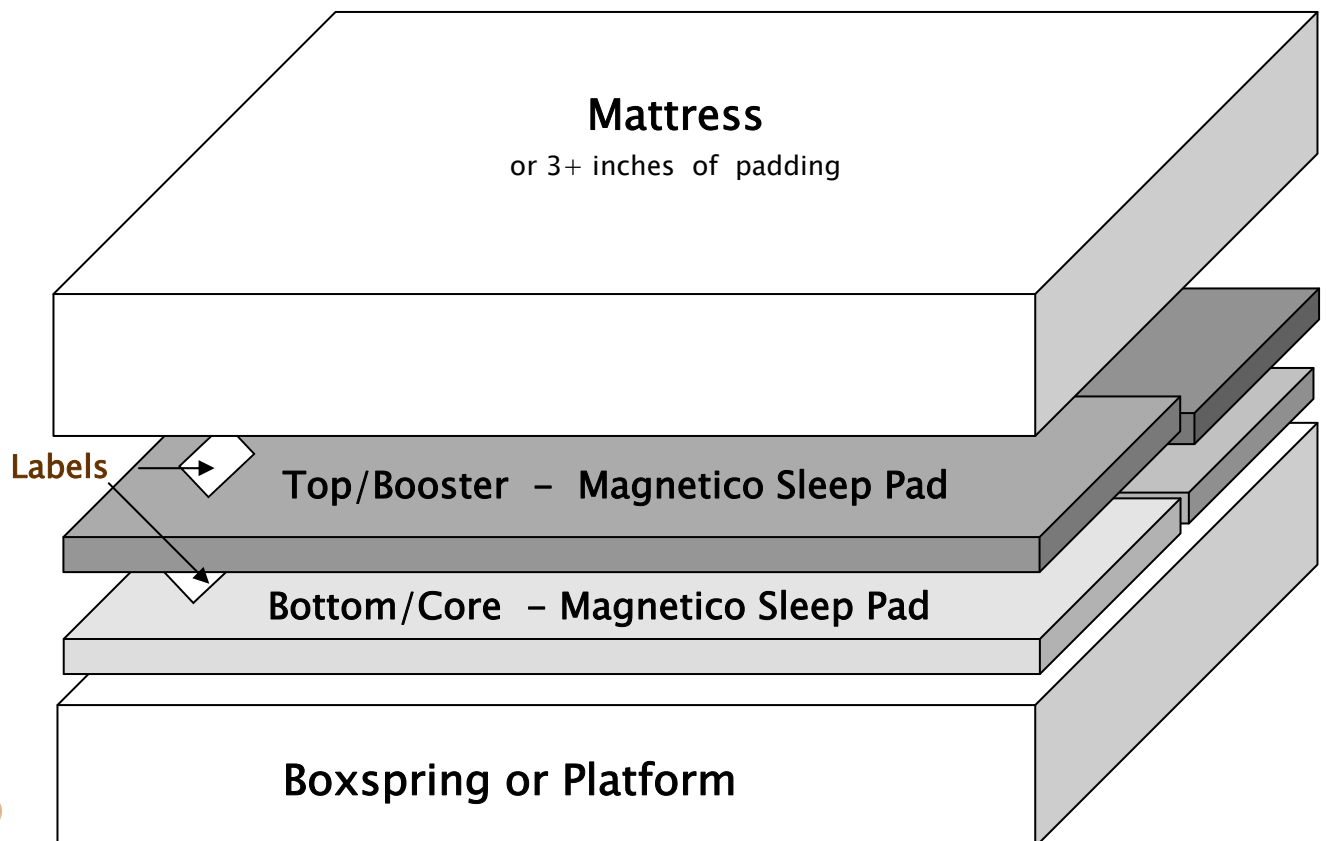 Mattress
or 3+ inches of padding
Labels
Top/Booster – Magnetico Sleep Pad
Bottom/Core – Magnetico Sleep Pad
Boxspring or Platform